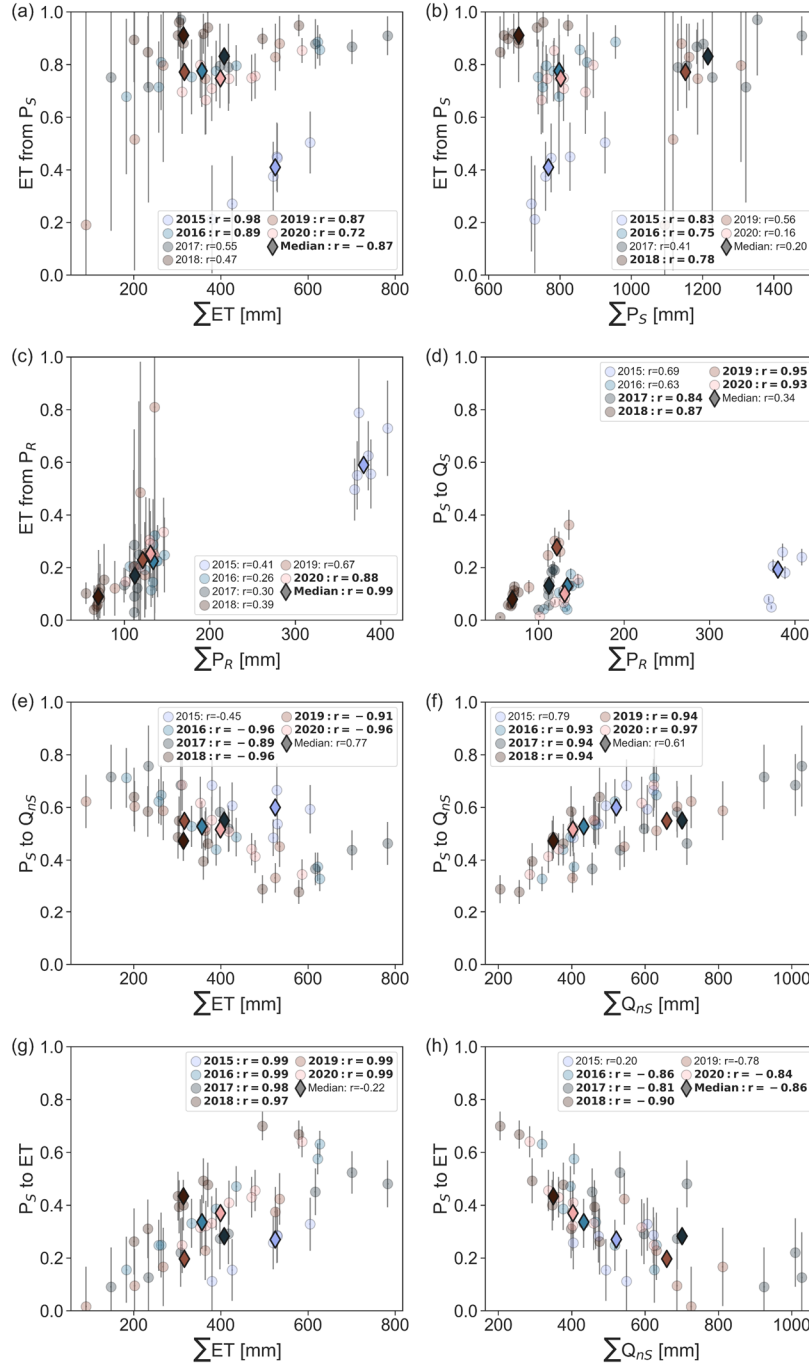 (a)
ET from P_S
1.0
0.8
0.6
0.4
0.2
0.0
2015: r = 0.98
2016: r = 0.89
2017: r=0.55
2018: r=0.47
2019: r = 0.87
2020: r = 0.72
Median: r = −0.87
200 400 600 800
∑ET [mm]
(b)
ET from P_S
1.0
0.8
0.6
0.4
0.2
0.0
2015: r = 0.83
2016: r = 0.75
2017: r=0.41
2018: r = 0.78
2019: r=0.56
2020: r=0.16
Median: r=0.20
600 800 1000 1200 1400
∑P_S [mm]
(c)
ET from P_R
1.0
0.8
0.6
0.4
0.2
0.0
2015: r=0.41
2016: r=0.26
2017: r=0.30
2018: r=0.39
2019: r=0.67
2020: r = 0.88
Median: r = 0.99
100 200 300 400
∑P_R [mm]
(d)
P_S to Q_S
1.0
0.8
0.6
0.4
0.2
0.0
2015: r=0.69
2016: r=0.63
2017: r = 0.84
2018: r = 0.87
2019: r = 0.95
2020: r = 0.93
Median: r=0.34
100 200 300 400
∑P_R [mm]
(e)
P_S to Q_nS
1.0
0.8
0.6
0.4
0.2
0.0
2015: r=-0.45
2016: r = −0.96
2017: r = −0.89
2018: r = −0.96
2019: r = −0.91
2020: r = −0.96
Median: r=0.77
200 400 600 800
∑ET [mm]
(f)
P_S to Q_nS
1.0
0.8
0.6
0.4
0.2
0.0
2015: r=0.79
2016: r = 0.93
2017: r = 0.94
2018: r = 0.94
2019: r = 0.94
2020: r = 0.97
Median: r=0.61
200 400 600 800 1000
∑Q_nS [mm]
(g)
P_S to ET
1.0
0.8
0.6
0.4
0.2
0.0
2015: r = 0.99
2016: r = 0.99
2017: r = 0.98
2018: r = 0.97
2019: r = 0.99
2020: r = 0.99
Median: r=-0.22
200 400 600 800
∑ET [mm]
(h)
P_S to ET
1.0
0.8
0.6
0.4
0.2
0.0
2015: r=0.20
2016: r = −0.86
2017: r = −0.81
2018: r = −0.90
2019: r=-0.78
2020: r = −0.84
Median: r = −0.86
200 400 600 800 1000
∑Q_nS [mm]